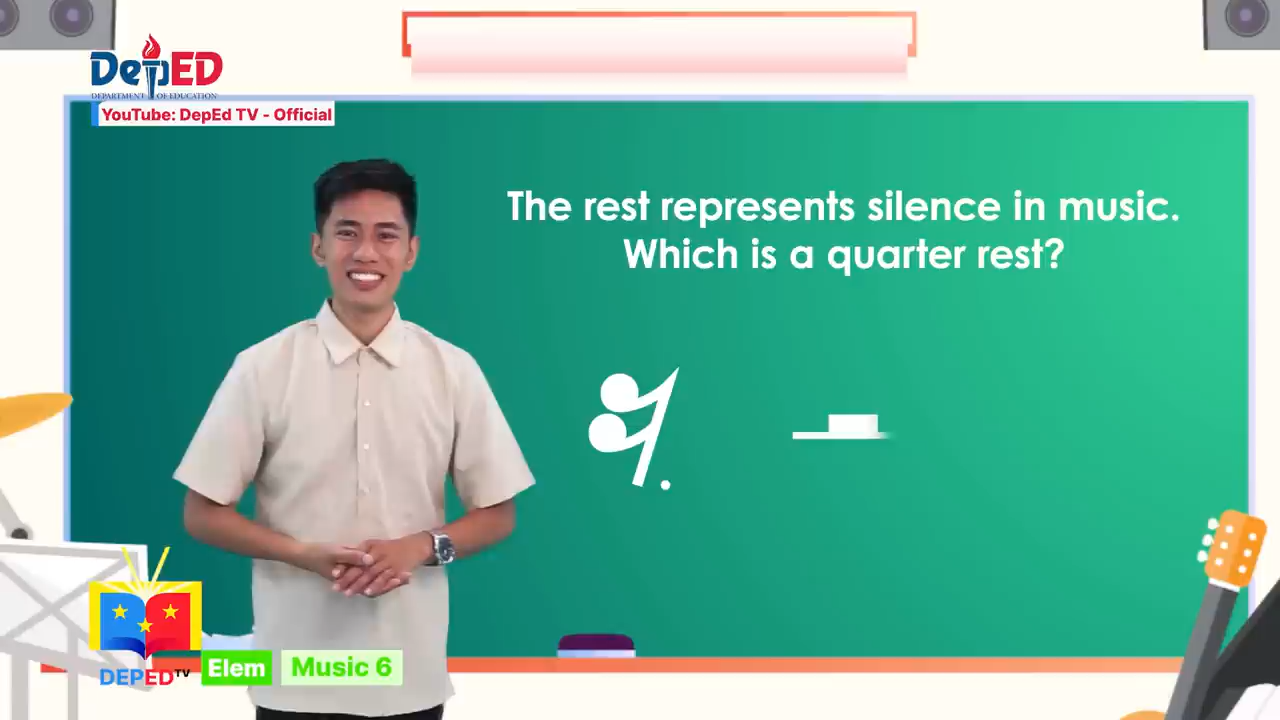 DepED
DEPARTMENT OF EDUCATION
YouTube: DepEd TV - Official
The rest represents silence in music.
Which is a quarter rest?
DEPED TV
Elem
Music 6